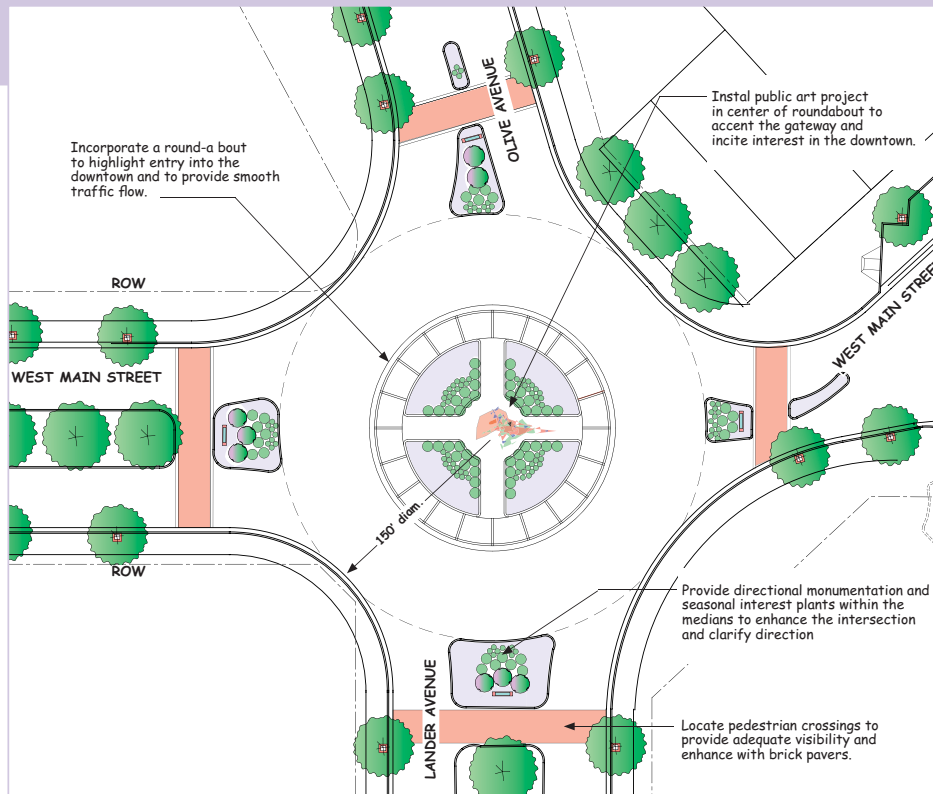 OLIVE AVENUE
Instal public art project
in center of roundabout to
accent the gateway and
incite interest in the downtown.
Incorporate a round-a bout
to highlight entry into the
downtown and to provide smooth
traffic flow.
ROW
WEST MAIN STREET
WEST MAIN STREE
150' diam.
ROW
Provide directional monumentation and
seasonal interest plants within the
medians to enhance the intersection
and clarify direction
LANDER AVENUE
Locate pedestrian crossings to
provide adequate visibility and
enhance with brick pavers.